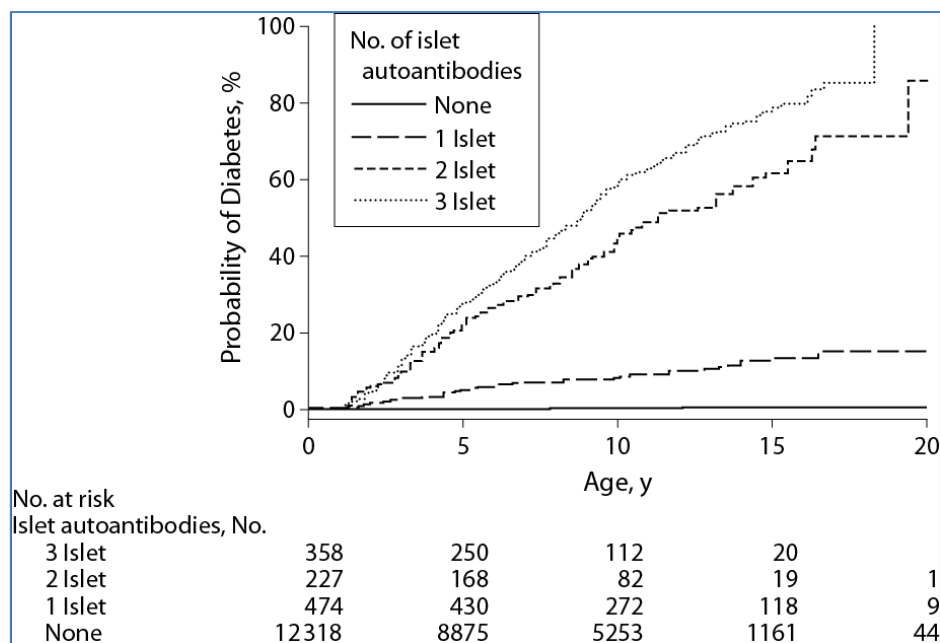 100
80
60
40
20
0
Probability of Diabetes, %
No. of islet
autoantibodies
None
1 Islet
2 Islet
3 Islet
0 5 10 15 20
Age, y
No. at risk
Islet autoantibodies, No.
3 Islet 358 250 112 20
2 Islet 227 168 82 19 1
1 Islet 474 430 272 118 9
None 12318 8875 5253 1161 44